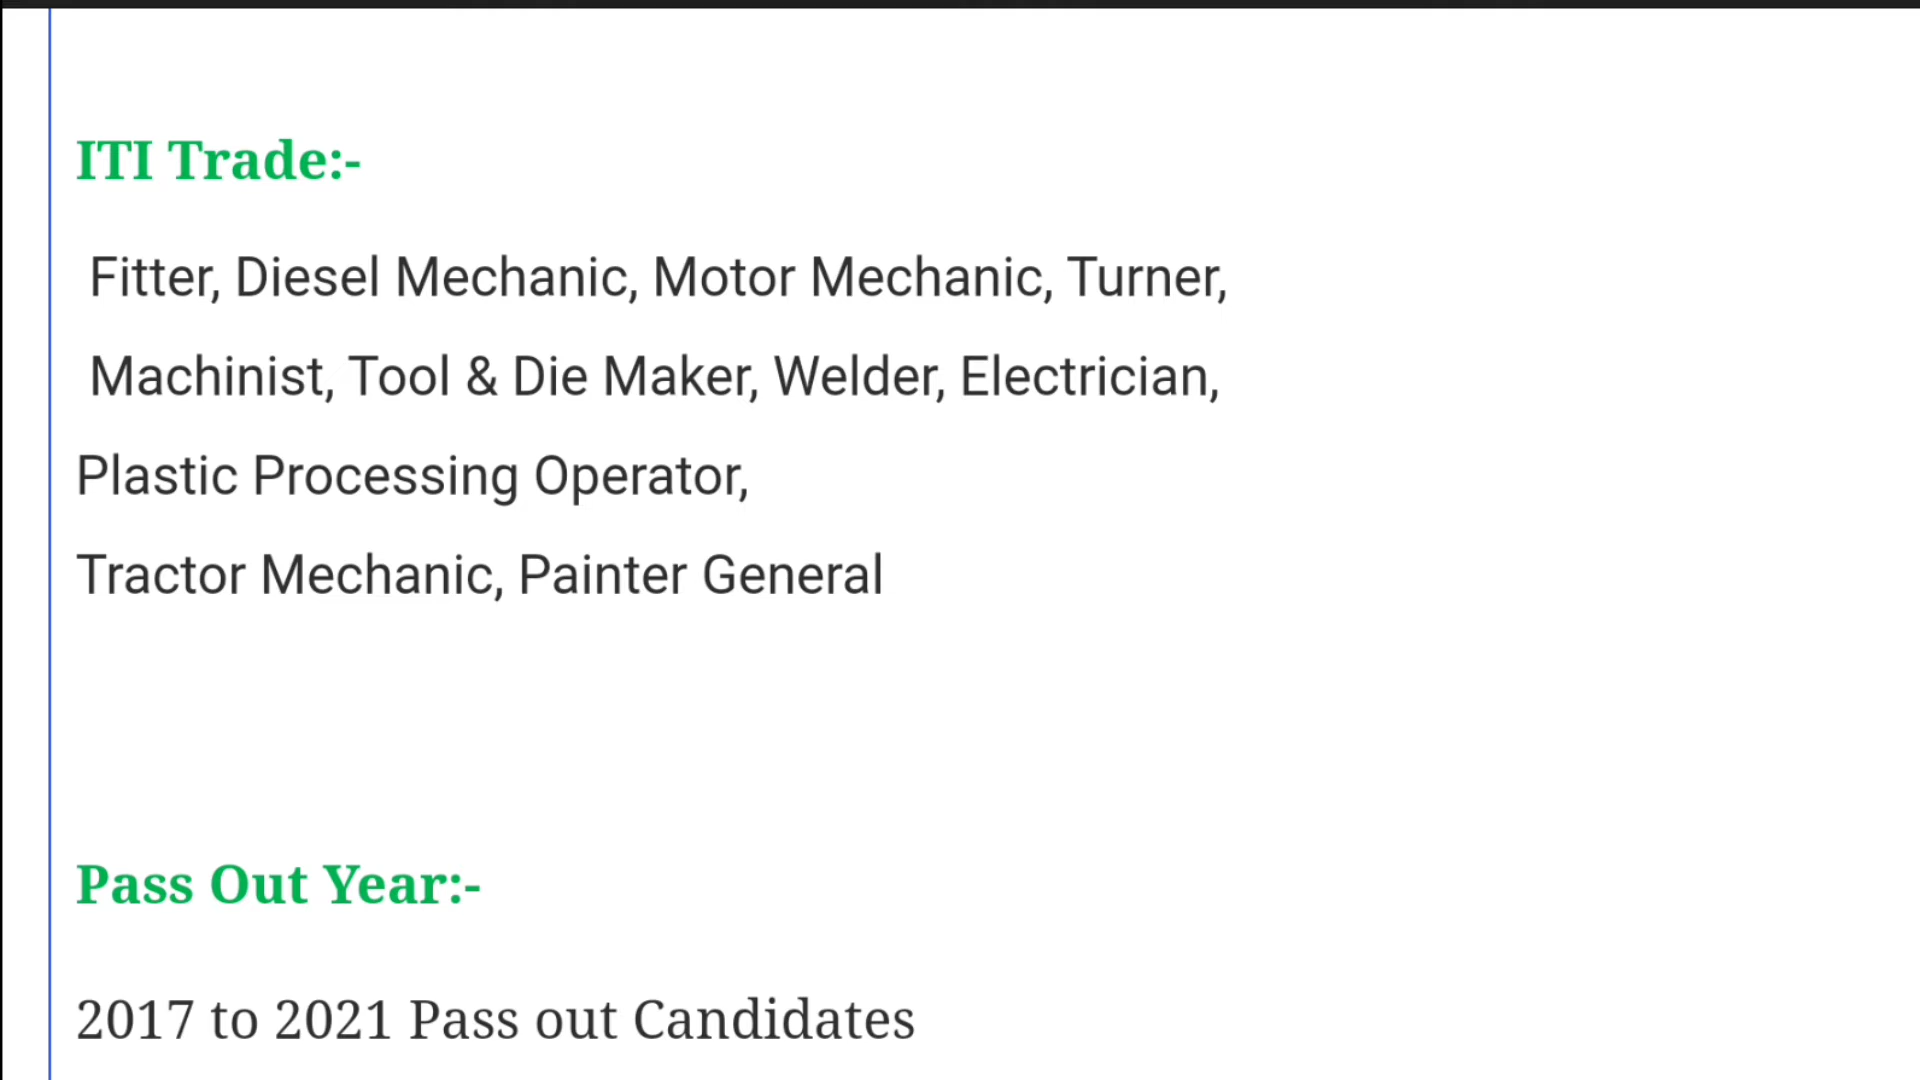 ITI Trade:-
Fitter, Diesel Mechanic, Motor Mechanic, Turner,
Machinist, Tool & Die Maker, Welder, Electrician,
Plastic Processing Operator,
Tractor Mechanic, Painter General
Pass Out Year:-
2017 to 2021 Pass out Candidates